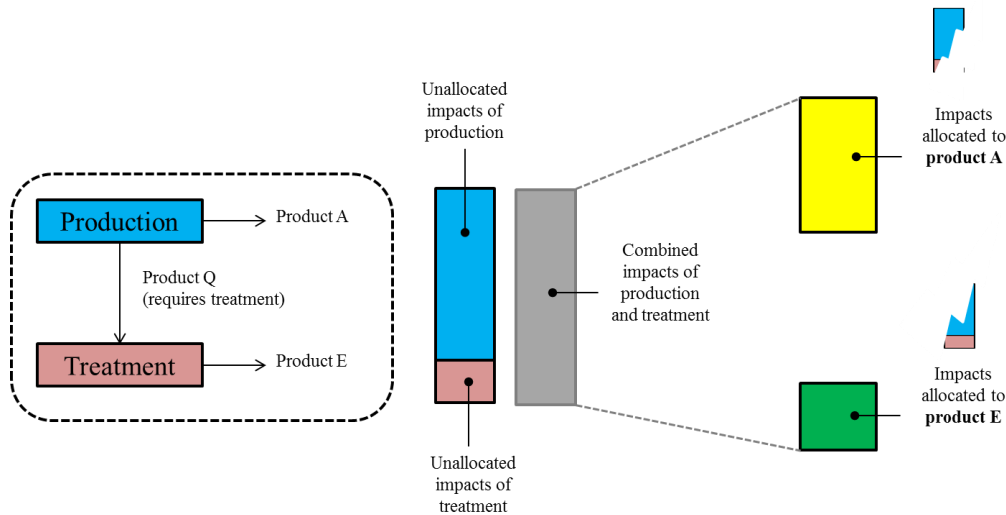 Production
Product A
Product Q
(requires treatment)
Treatment
Product E
Unallocated
impacts of
production
Unallocated
impacts of
treatment
Combined
impacts of
production
and treatment
Impacts
allocated to
product A
Impacts
allocated to
product E